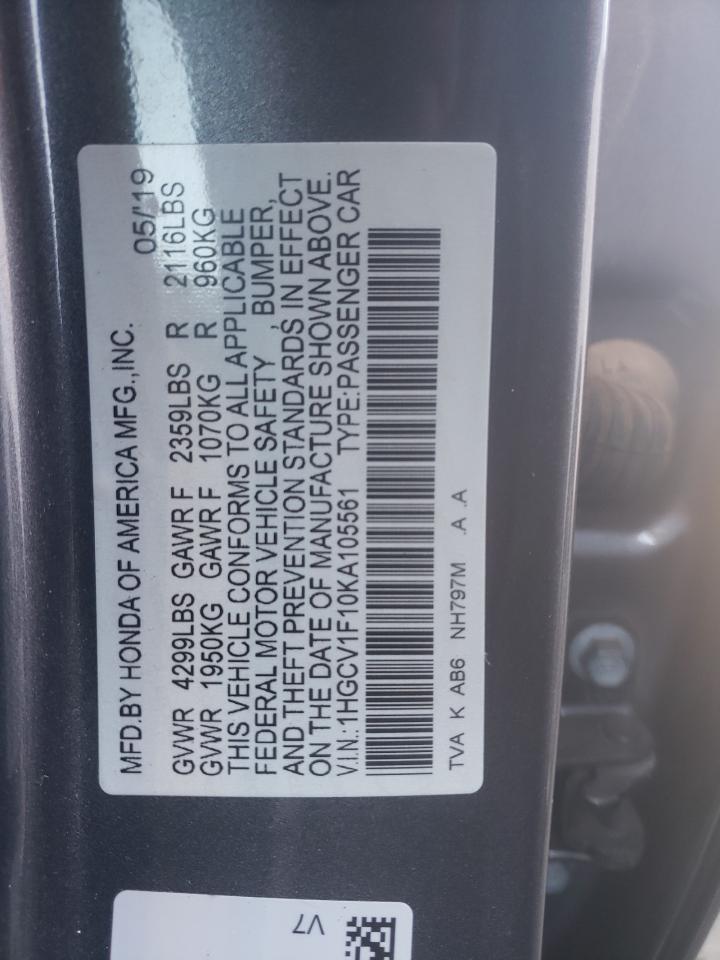 MFD.BY HONDA OF AMERICA MFG.,INC. 05/'19
GVWR 4299LBS GAWR F 2359LBS R 2116LBS
GVWR 1950KG GAWR F 1070KG R 960KG
THIS VEHICLE CONFORMS TO ALL APPLICABLE
FEDERAL MOTOR VEHICLE SAFETY , BUMPER,
AND THEFT PREVENTION STANDARDS IN EFFECT
ON THE DATE OF MANUFACTURE SHOWN ABOVE.
V.I.N.:1HGCV1F10KA105561 TYPE:PASSENGER CAR
TVA K AB6 NH797M .A .A
V7